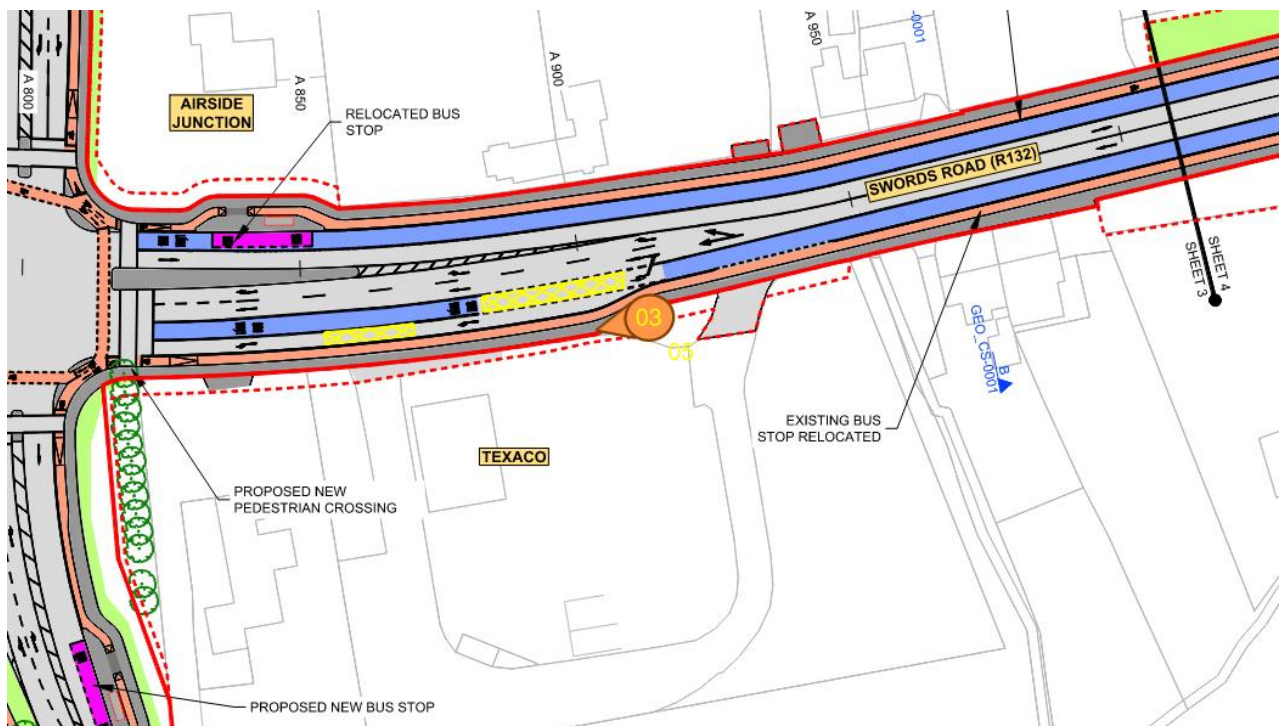 A 800
AIRSIDE
JUNCTION
A 850
RELOCATED BUS
STOP
A 900
A 950
-0001
SWORDS ROAD (R132)
SHEET 4
SHEET 3
03
05
GEO_CS-0001
B
EXISTING BUS
STOP RELOCATED
TEXACO
PROPOSED NEW
PEDESTRIAN CROSSING
PROPOSED NEW BUS STOP